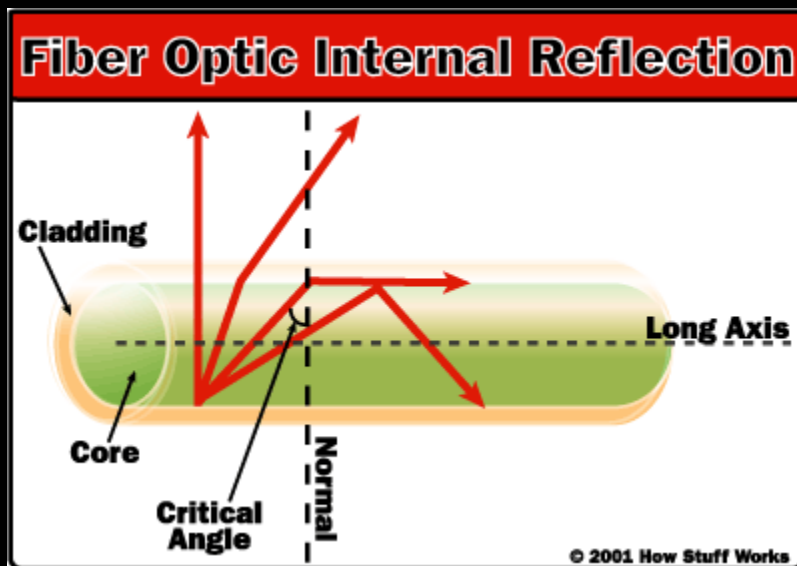 Fiber Optic Internal Reflection
Cladding
Long Axis
Core
Normal
Critical
Angle
© 2001 How Stuff Works